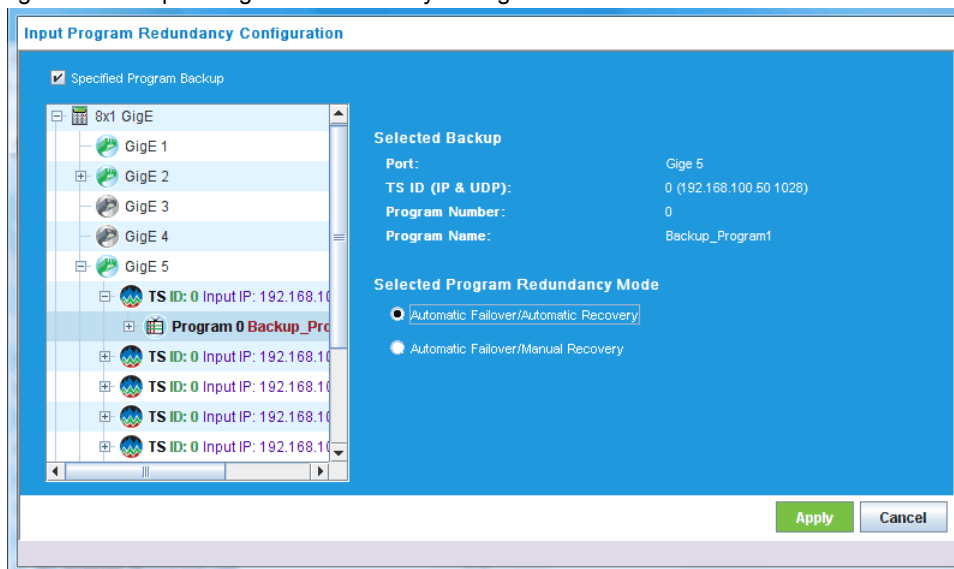 Input Program Redundancy Configuration
Specified Program Backup
8x1 GigE
GigE 1
GigE 2
GigE 3
GigE 4
GigE 5
TS ID: 0 Input IP: 192.168.10
Program 0 Backup_Pro
TS ID: 0 Input IP: 192.168.10
TS ID: 0 Input IP: 192.168.10
TS ID: 0 Input IP: 192.168.10
TS ID: 0 Input IP: 192.168.10
Selected Backup
Port: Gige 5
TS ID (IP & UDP): 0 (192.168.100.50 1028)
Program Number: 0
Program Name: Backup_Program1
Selected Program Redundancy Mode
Automatic Failover/Automatic Recovery
Automatic Failover/Manual Recovery
Apply Cancel